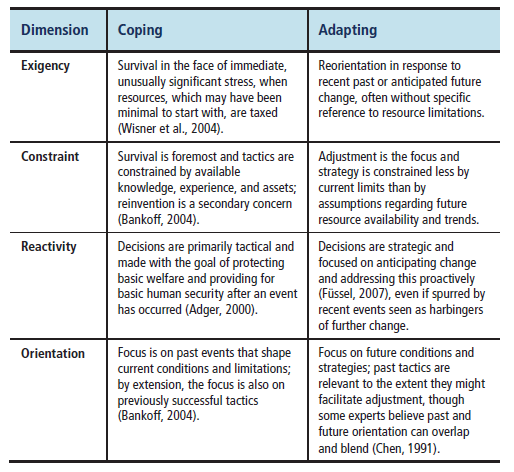 Dimension
Coping
Adapting
Exigency
Survival in the face of immediate,
unusually significant stress, when
resources, which may have been
minimal to start with, are taxed
(Wisner et al., 2004).
Reorientation in response to
recent past or anticipated future
change, often without specific
reference to resource limitations.
Constraint
Survival is foremost and tactics are
constrained by available
knowledge, experience, and assets;
reinvention is a secondary concern
(Bankoff, 2004).
Adjustment is the focus and
strategy is constrained less by
current limits than by
assumptions regarding future
resource availability and trends.
Reactivity
Decisions are primarily tactical and
made with the goal of protecting
basic welfare and providing for
basic human security after an event
has occurred (Adger, 2000).
Decisions are strategic and
focused on anticipating change
and addressing this proactively
(Füssel, 2007), even if spurred by
recent events seen as harbingers
of further change.
Orientation
Focus is on past events that shape
current conditions and limitations;
by extension, the focus is also on
previously successful tactics
(Bankoff, 2004).
Focus on future conditions and
strategies; past tactics are
relevant to the extent they might
facilitate adjustment, though
some experts believe past and
future orientation can overlap
and blend (Chen, 1991).